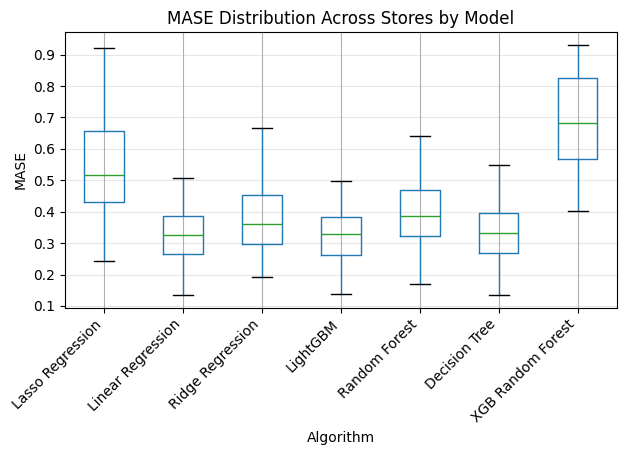 MASE Distribution Across Stores by Model
0.9
0.8
0.7
0.6
0.5
0.4
0.3
0.2
0.1
MASE
Lasso Regression
Linear Regression
Ridge Regression
LightGBM
Random Forest
Decision Tree
XGB Random Forest
Algorithm